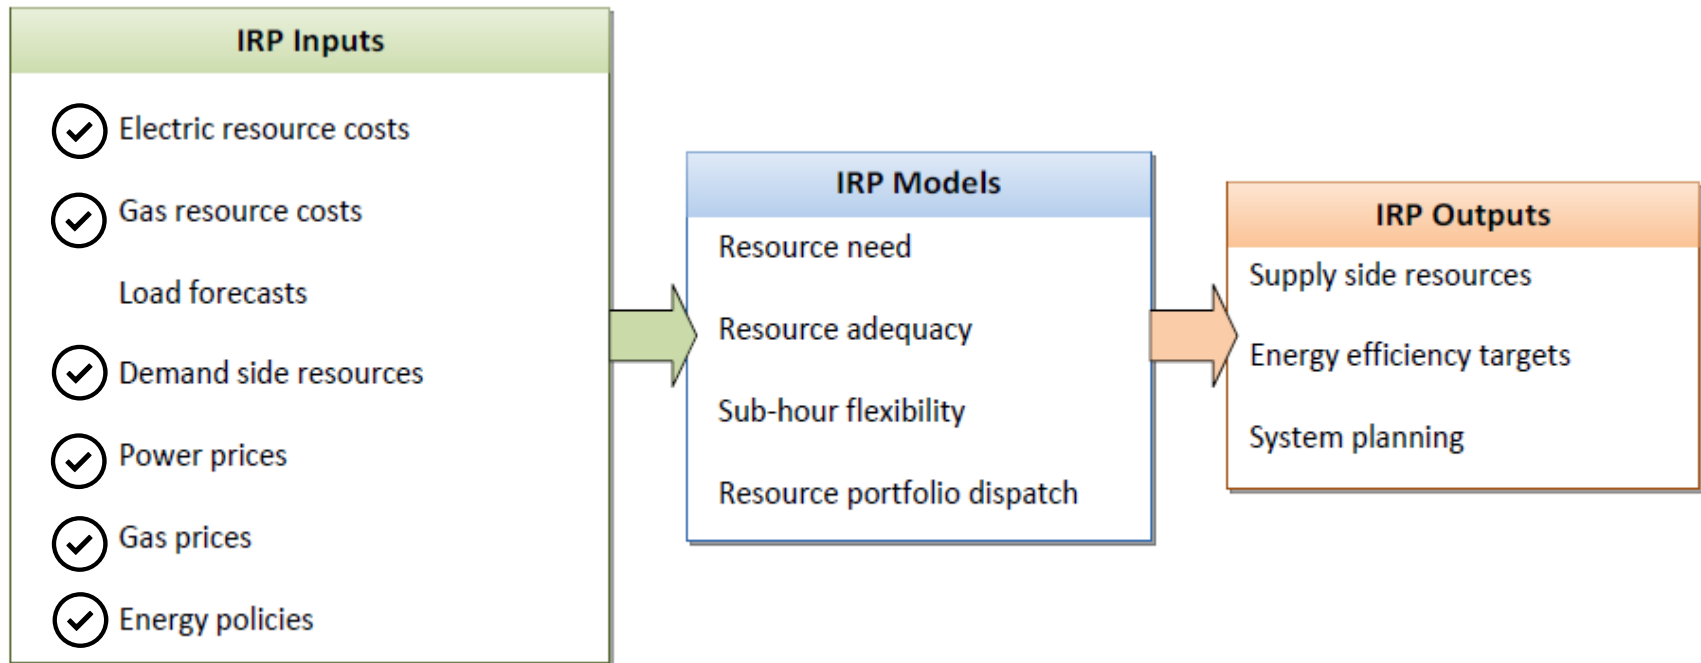 IRP Inputs
Electric resource costs
Gas resource costs
Load forecasts
Demand side resources
Power prices
Gas prices
Energy policies
IRP Models
Resource need
Resource adequacy
Sub-hour flexibility
Resource portfolio dispatch
IRP Outputs
Supply side resources
Energy efficiency targets
System planning